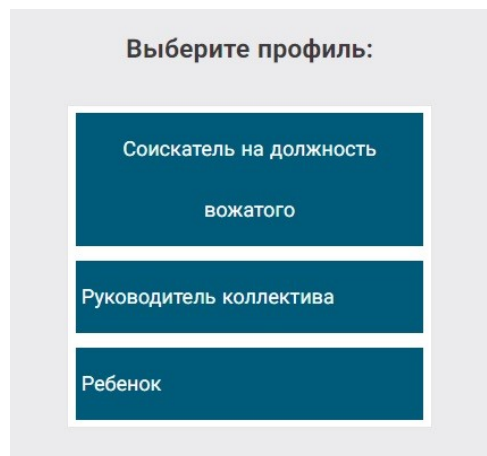 Выберите профиль:
Соискатель на должность
вожатого
Руководитель коллектива
Ребенок